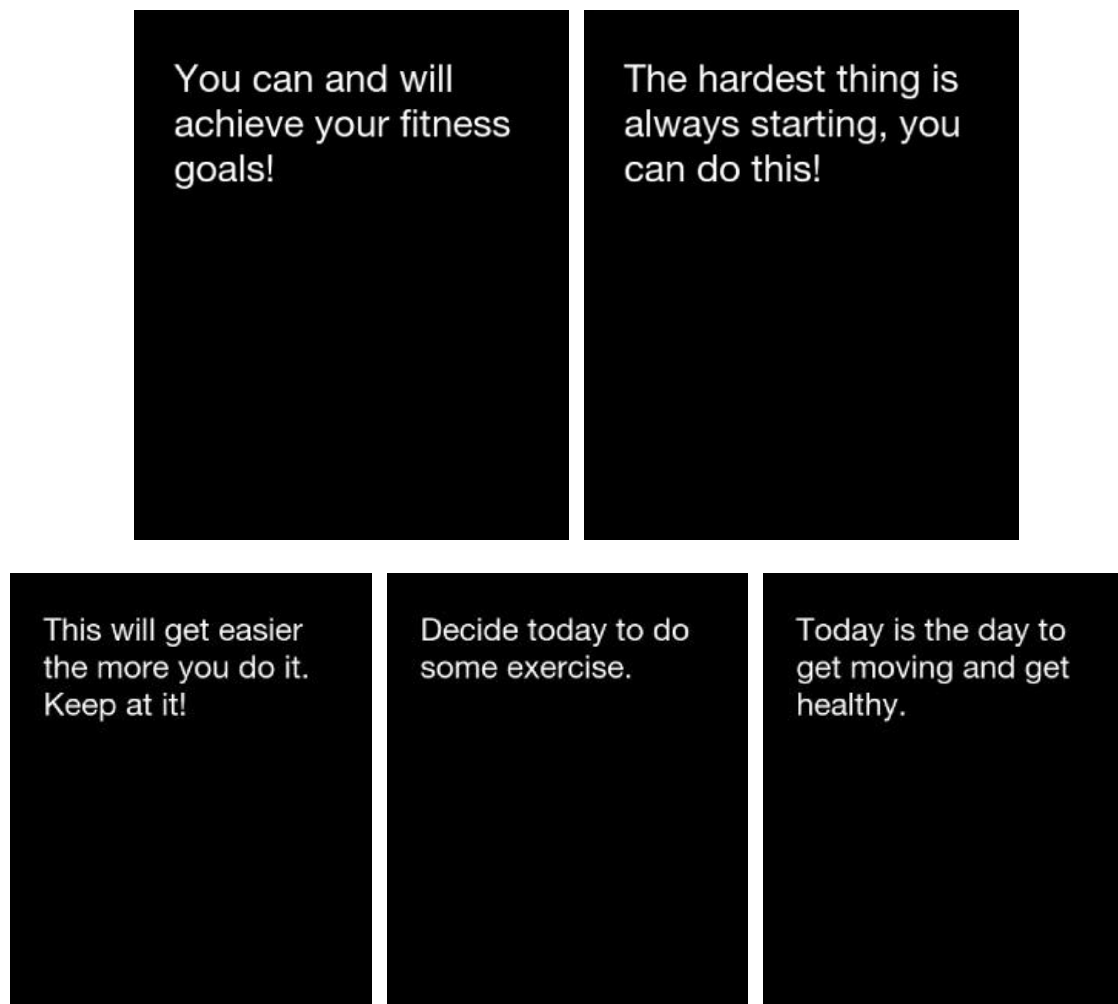 You can and will
achieve your fitness
goals!
The hardest thing is
always starting, you
can do this!
This will get easier
the more you do it.
Keep at it!
Decide today to do
some exercise.
Today is the day to
get moving and get
healthy.